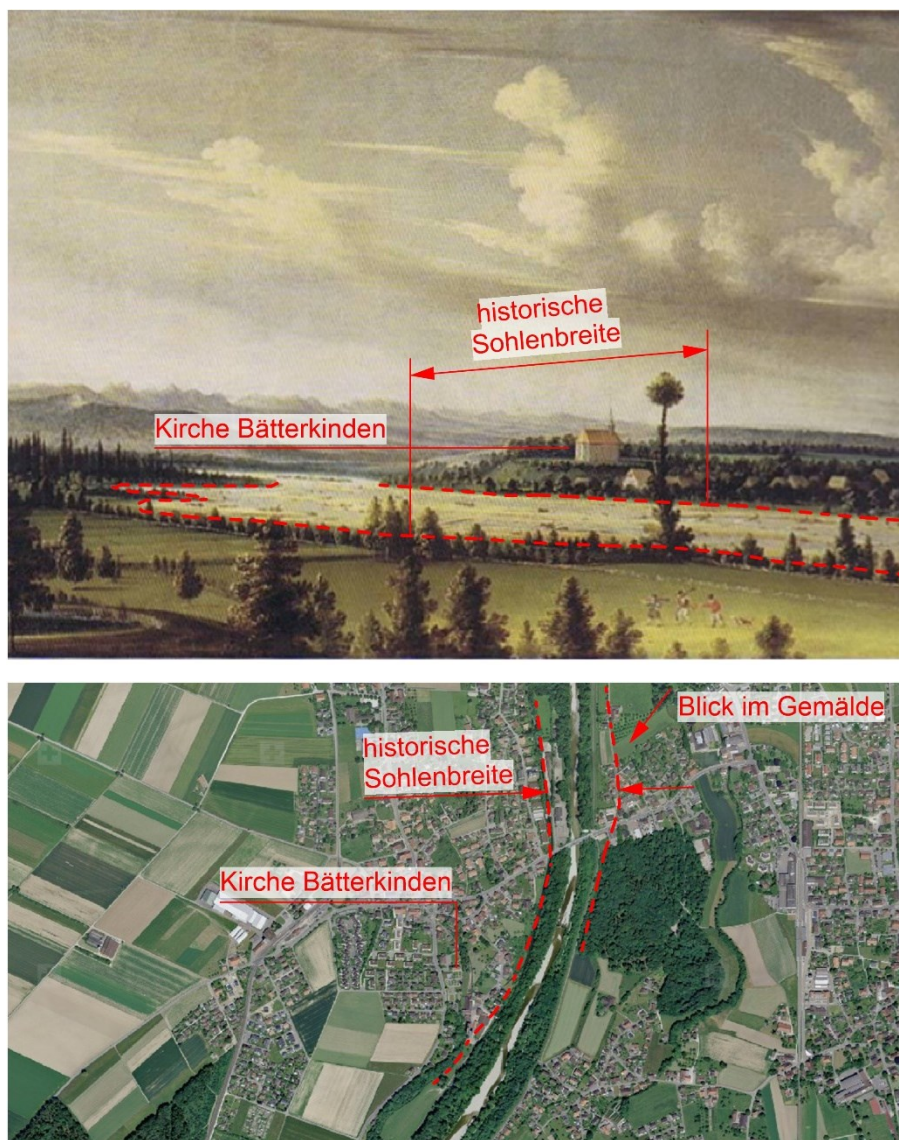 historische
Sohlenbreite
Kirche Bätterkinden
Blick im Gemälde
historische
Sohlenbreite
Kirche Bätterkinden